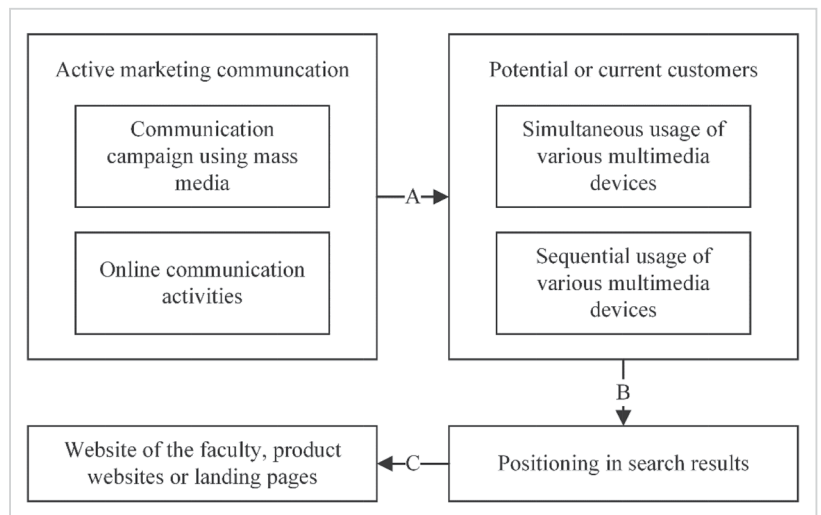 Active marketing communcation
Communication
campaign using mass
media
Online communication
activities
A
Potential or current customers
Simultaneous usage of
various multimedia
devices
Sequential usage of
various multimedia
devices
B
Positioning in search results
C
Website of the faculty, product
websites or landing pages